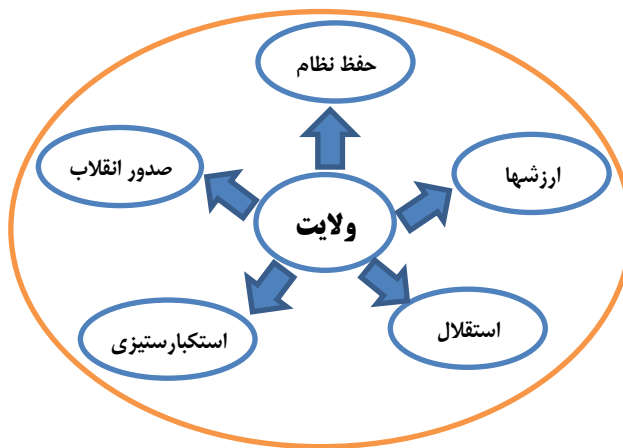 حفظ نظام
صدور انقلاب
ارزشها
ولایت
استکبارستیزی
استقلال